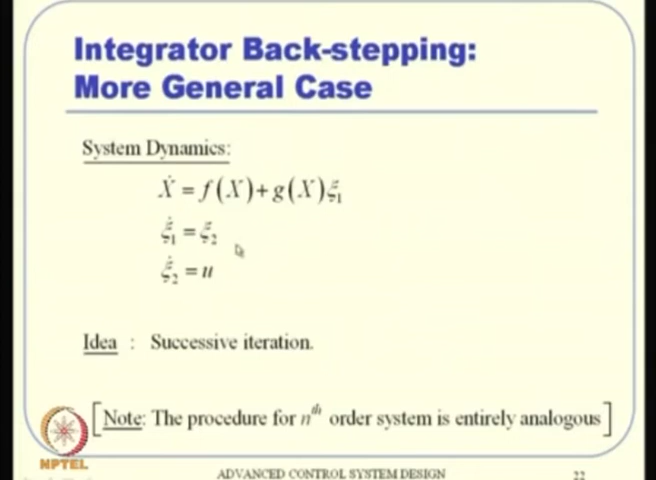 Integrator Back-stepping:
More General Case
System Dynamics:
Ẋ = f(X)+g(X)ξ₁
ξ̇₁ = ξ₂
ξ̇₂ = u
Idea : Successive iteration.
[Note: The procedure for nᵗʰ order system is entirely analogous]
NPTEL
ADVANCED CONTROL SYSTEM DESIGN
22